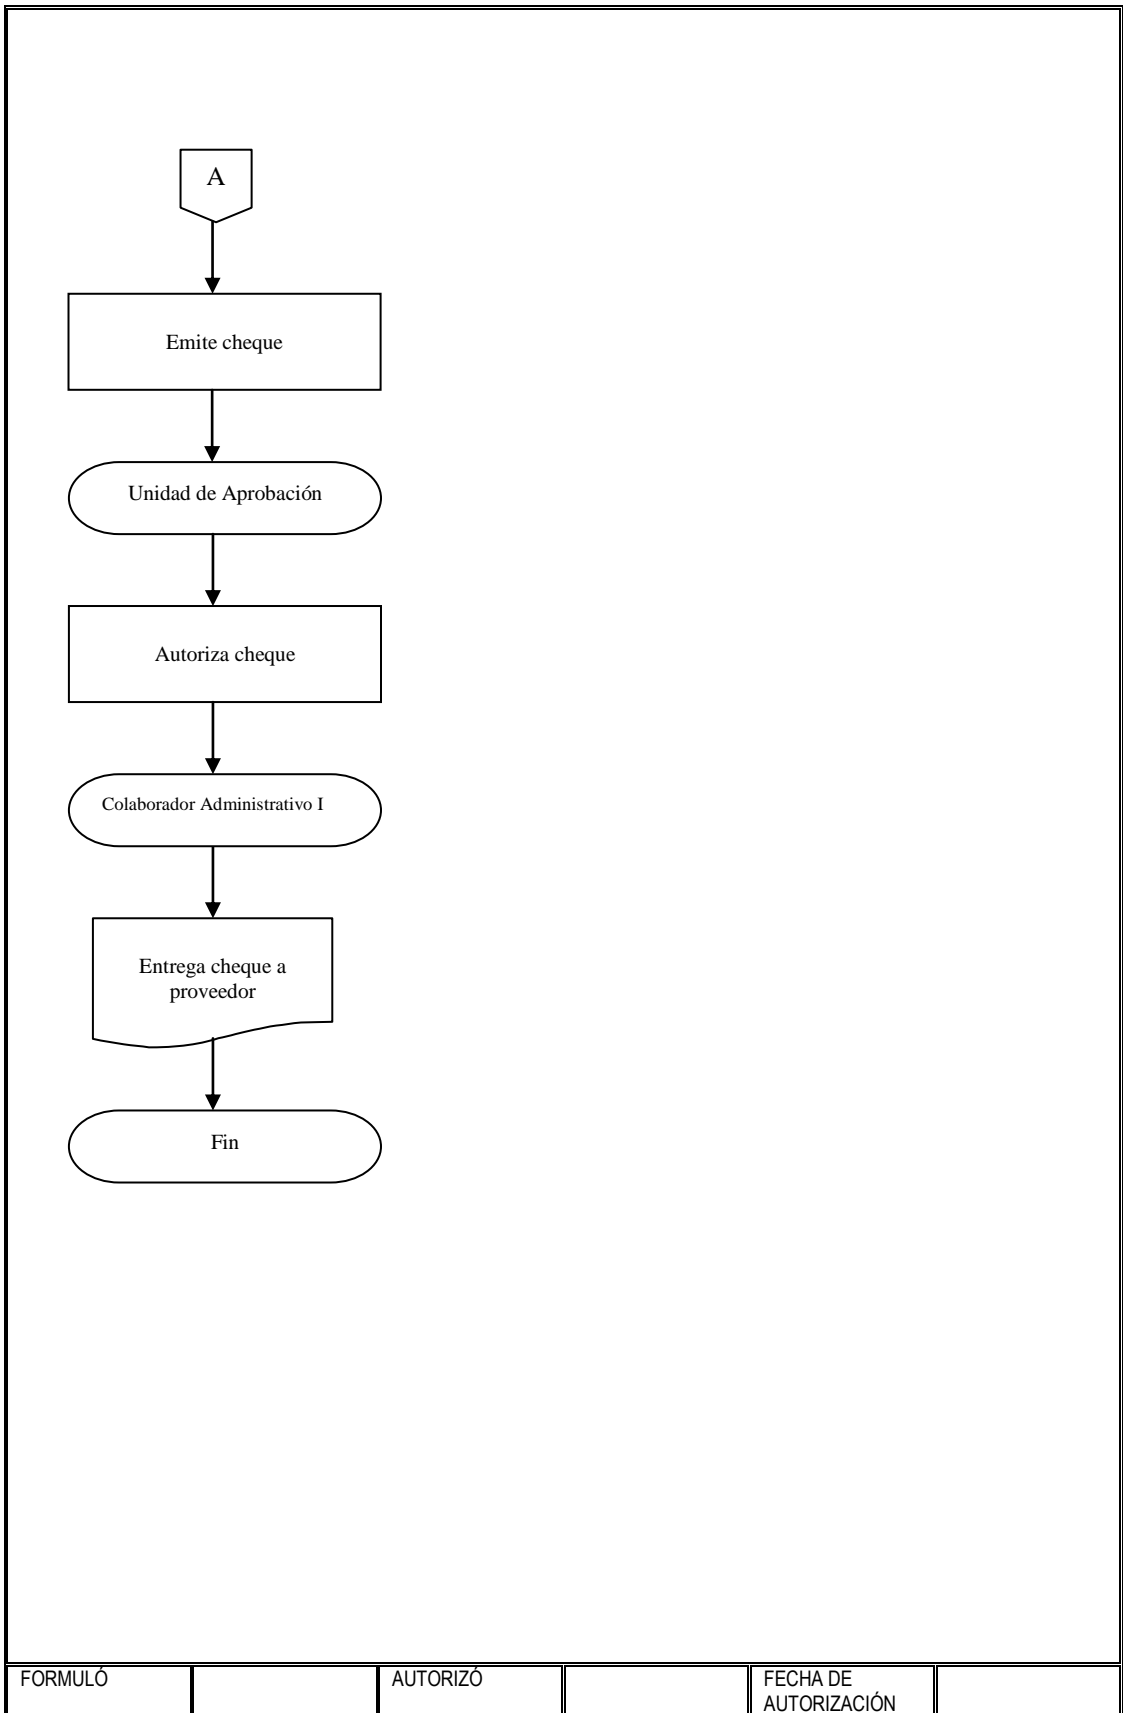 A
Emite cheque
Unidad de Aprobación
Autoriza cheque
Colaborador Administrativo I
Entrega cheque a
proveedor
Fin
FORMULÓ
AUTORIZÓ
FECHA DE
AUTORIZACIÓN